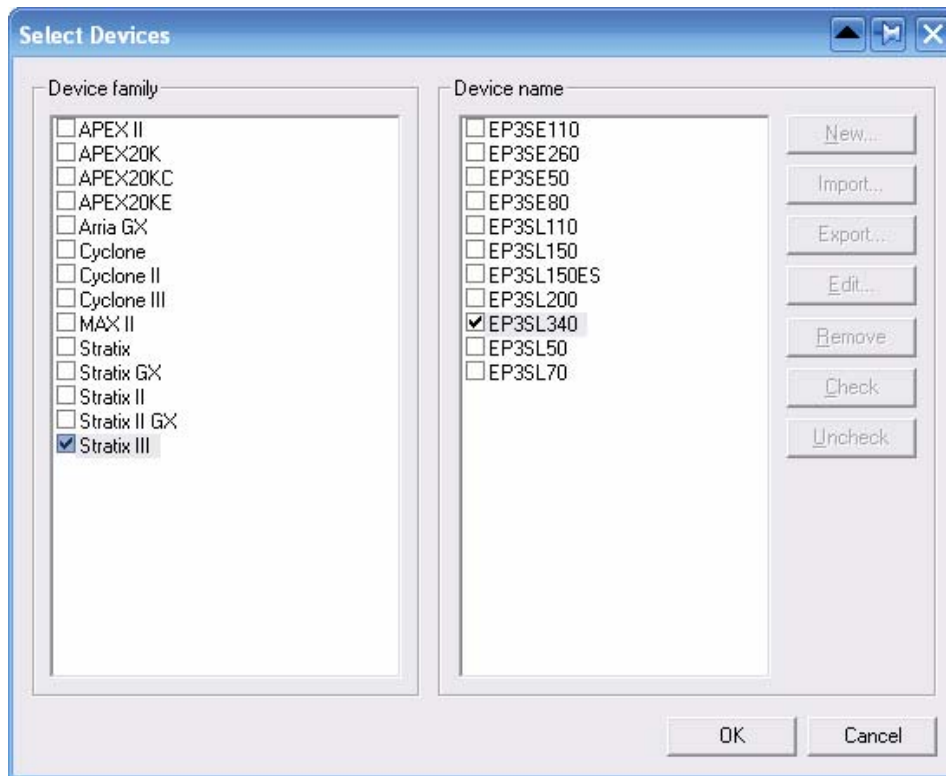 Select Devices
Device family
APEX II
APEX20K
APEX20KC
APEX20KE
Arria GX
Cyclone
Cyclone II
Cyclone III
MAX II
Stratix
Stratix GX
Stratix II
Stratix II GX
Stratix III
Device name
EP3SE110
EP3SE260
EP3SE50
EP3SE80
EP3SL110
EP3SL150
EP3SL150ES
EP3SL200
EP3SL340
EP3SL50
EP3SL70
New...
Import...
Export...
Edit...
Remove
Check
Uncheck
OK
Cancel